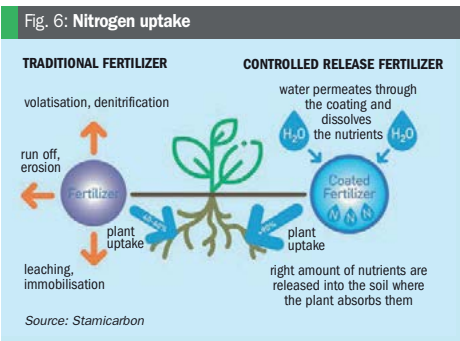 Fig. 6: Nitrogen uptake
TRADITIONAL FERTILIZER
volatisation, denitrification
run off,
erosion
Fertilizer
plant
uptake
leaching,
immobilisation
CONTROLLED RELEASE FERTILIZER
water permeates through
the coating and
dissolves
the nutrients
H₂O
H₂O
Coated
Fertilizer
N N N
plant
uptake
right amount of nutrients are
released into the soil where
the plant absorbs them
Source: Stamicarbon